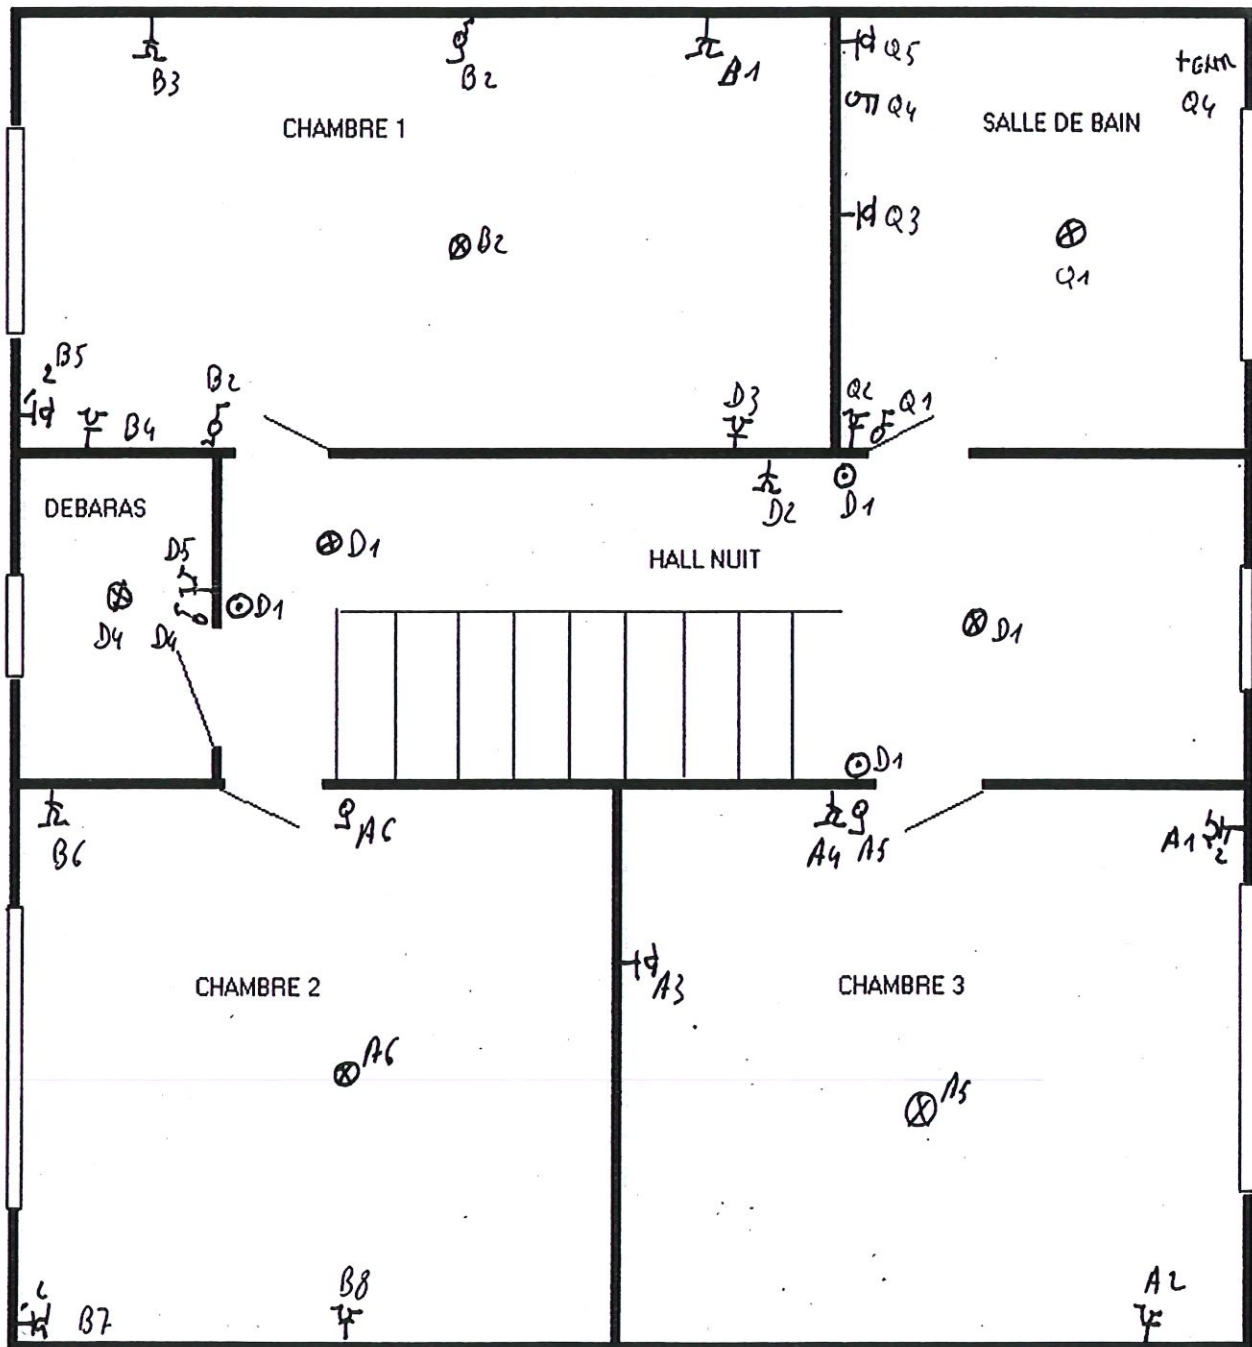 B3
B2
B1
Q5
Q4
Q4
CHAMBRE 1
SALLE DE BAIN
Q3
B2
Q1
2 B5
B4
B2
D3
Q2
Q1
D2
D1
DEBARAS
D5
D1
HALL NUIT
D4
D4
D1
D1
D1
B6
A6
A4
A5
A1
2
CHAMBRE 2
A3
CHAMBRE 3
A6
A5
2
B7
B8
A2